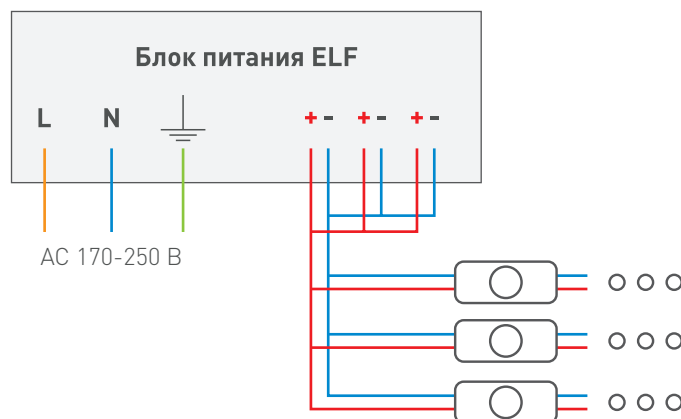 Блок питания ELF
L N + - + - + -
AC 170-250 В